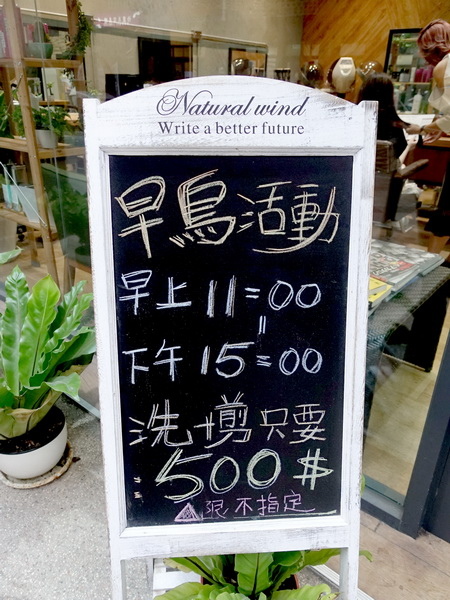 Natural wind
Write a better future
早鳥活動
早上 11:00
||
下午 15:00
洗+剪 只要
500$
△限不指定